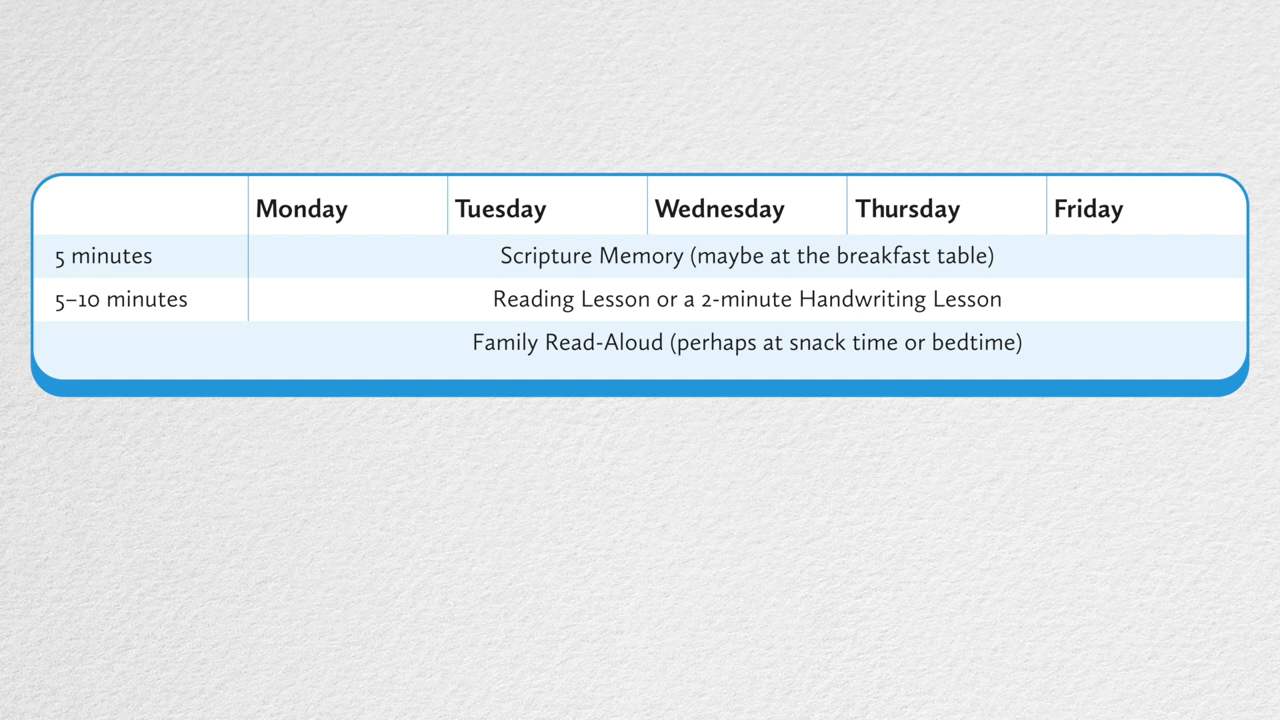 Monday Tuesday Wednesday Thursday Friday
5 minutes Scripture Memory (maybe at the breakfast table)
5–10 minutes Reading Lesson or a 2-minute Handwriting Lesson
Family Read-Aloud (perhaps at snack time or bedtime)